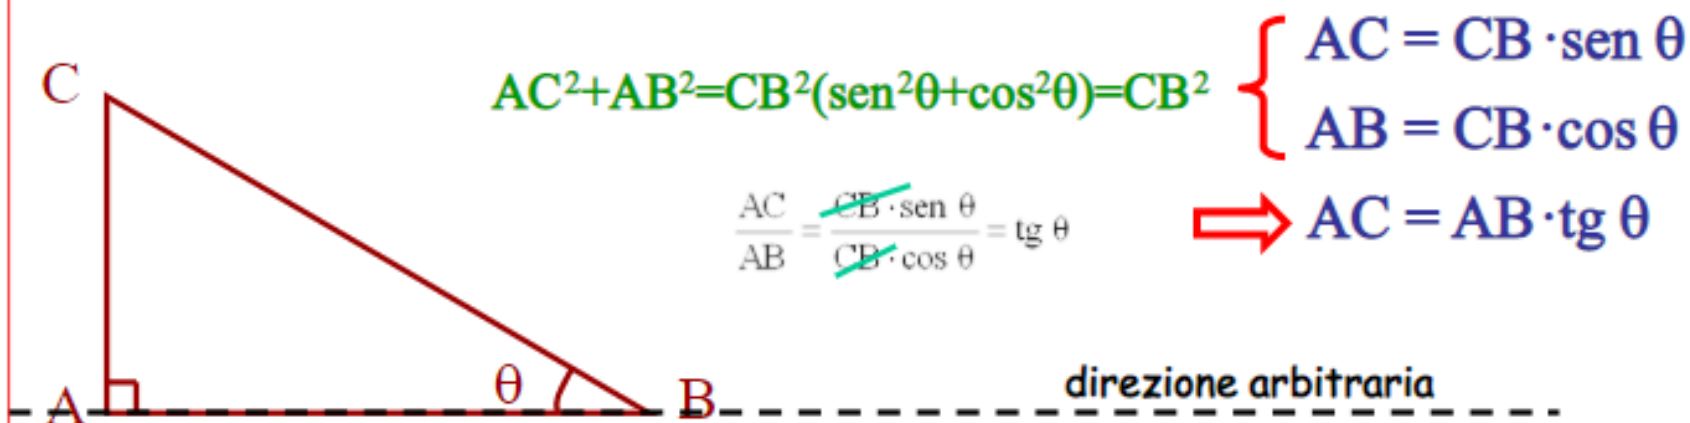 AC = CB ·sen θ
C
AC²+AB²=CB²(sen²θ+cos²θ)=CB²
AB = CB·cos θ
AC/AB = CB·sen θ/CB·cos θ = tg θ
AC = AB·tg θ
θ
direzione arbitraria
A
B